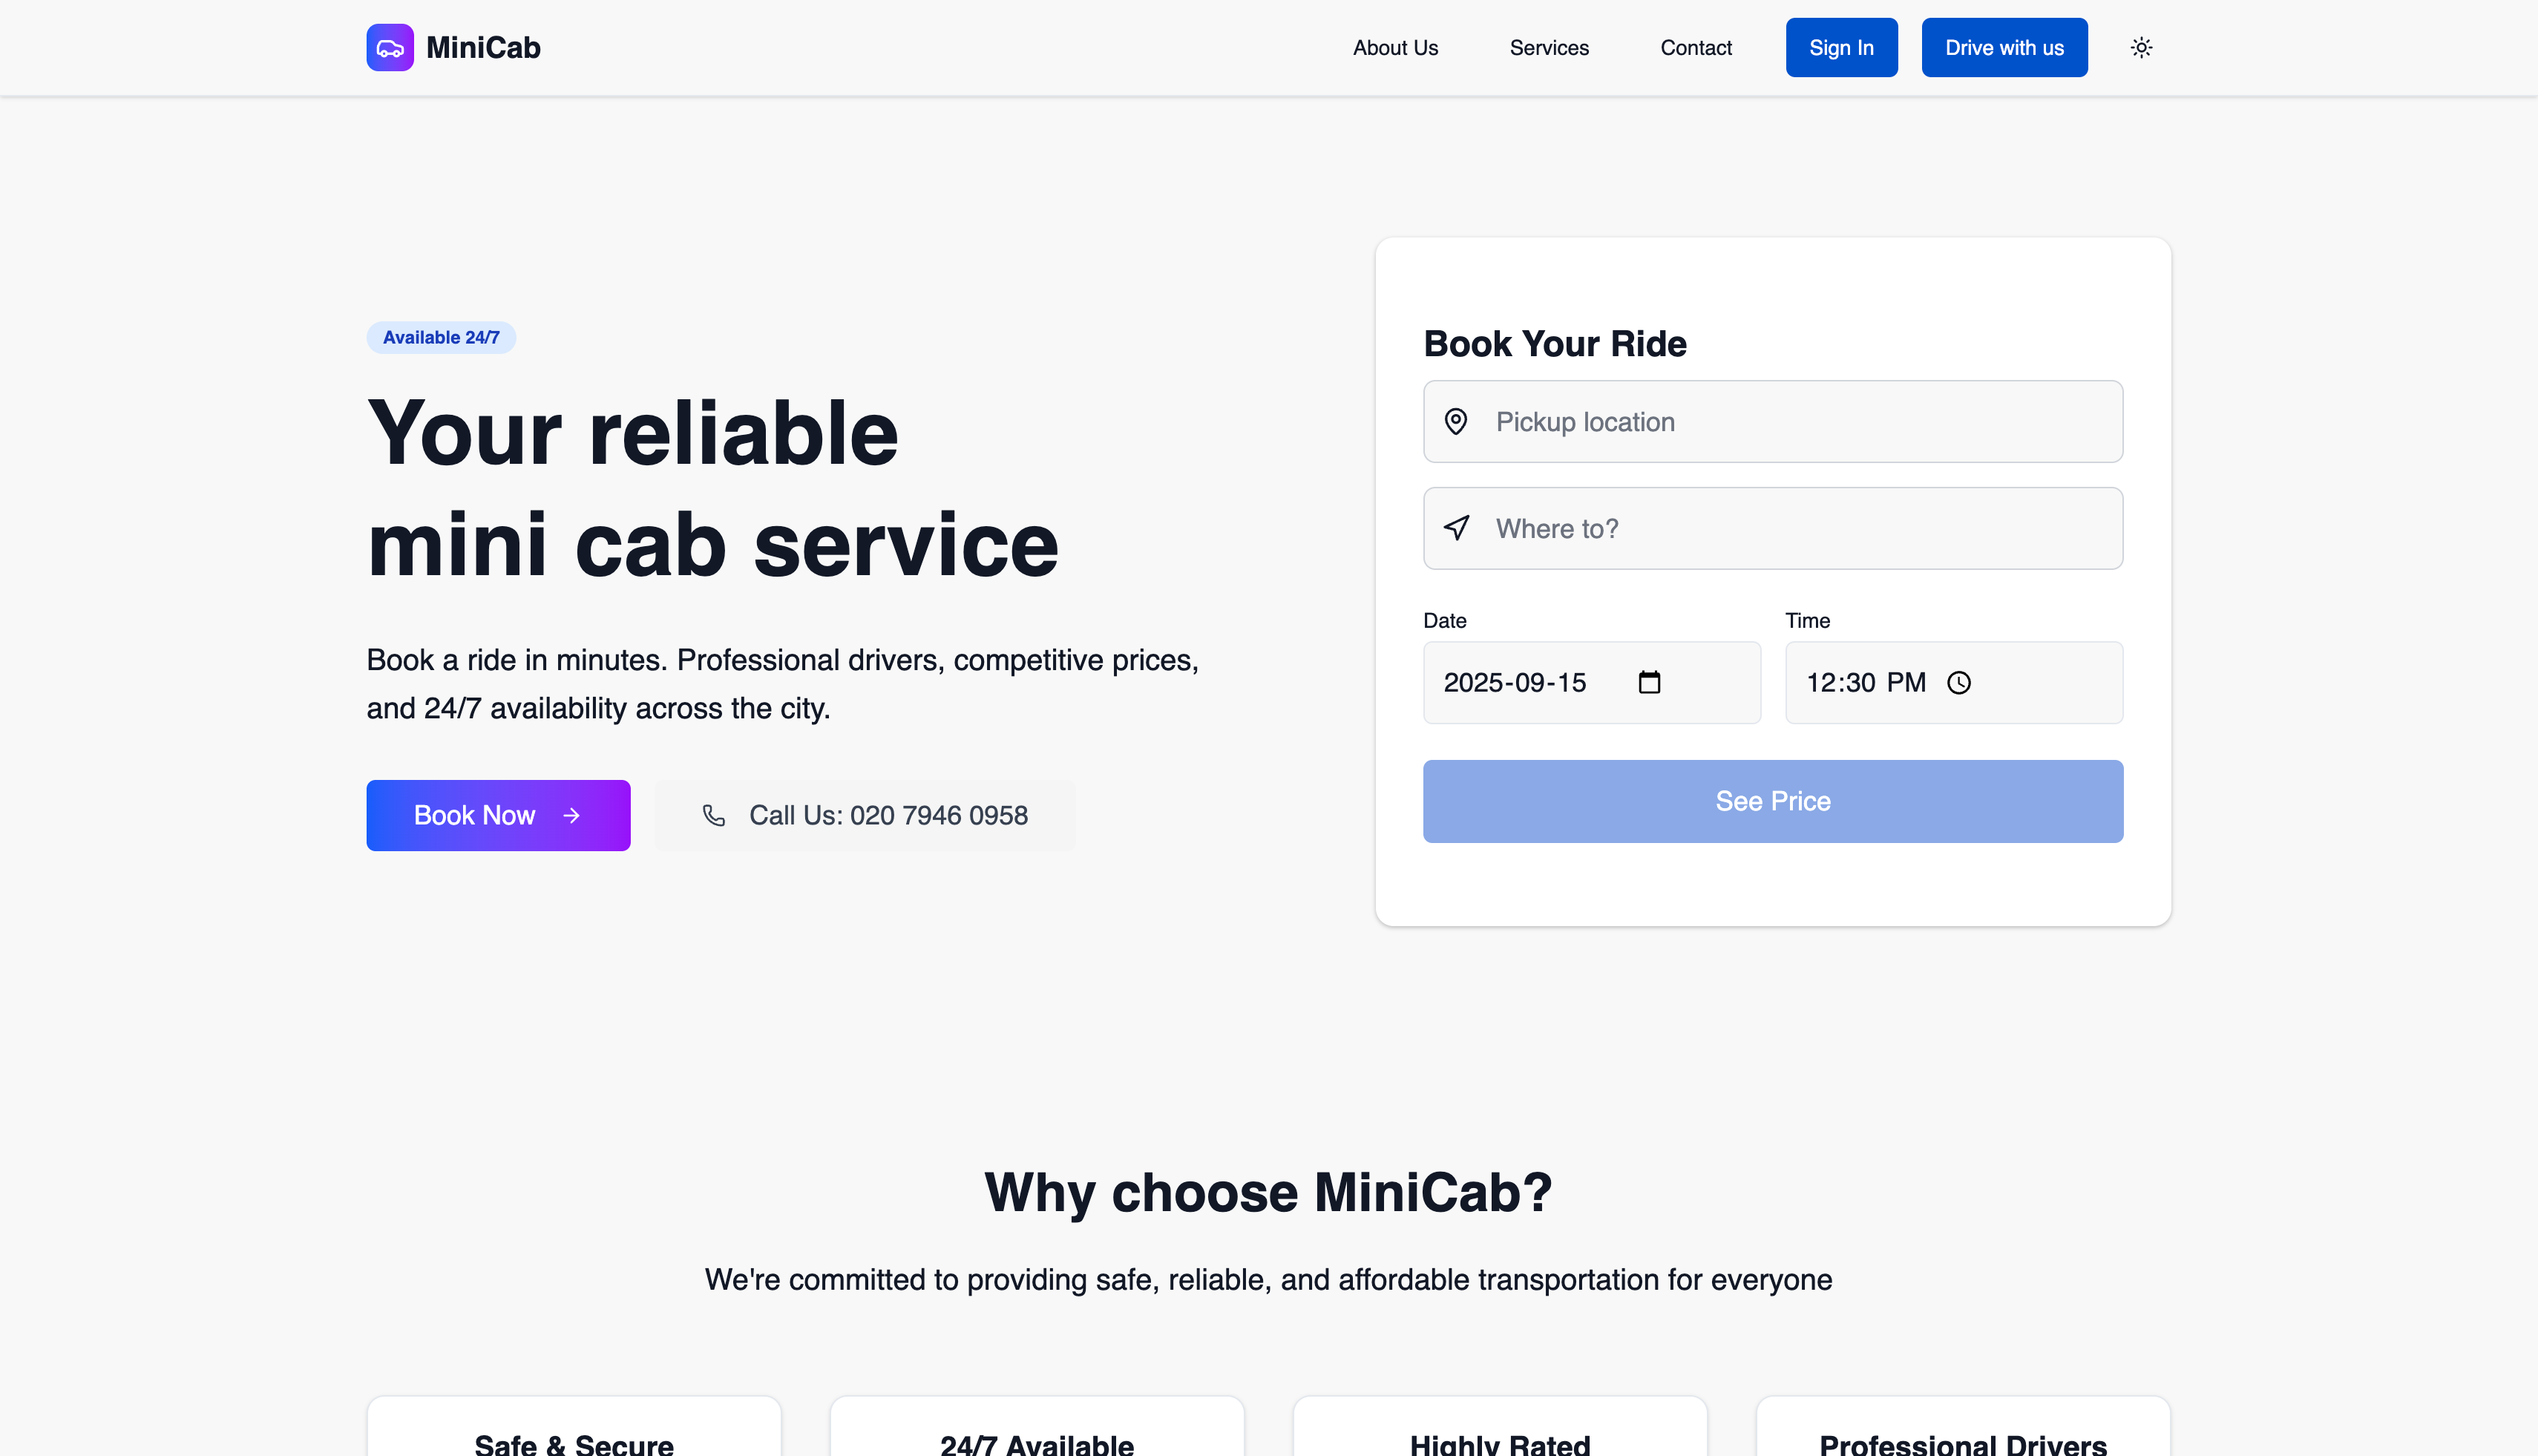 MiniCab
About Us
Services
Contact
Sign In
Drive with us
Available 24/7
Your reliable
mini cab service
Book a ride in minutes. Professional drivers, competitive prices,
and 24/7 availability across the city.
Book Now
Call Us: 020 7946 0958
Book Your Ride
Pickup location
Where to?
Date
Time
2025-09-15
12:30 PM
See Price
Why choose MiniCab?
We're committed to providing safe, reliable, and affordable transportation for everyone
Safe & Secure
24/7 Available
Highly Rated
Professional Drivers